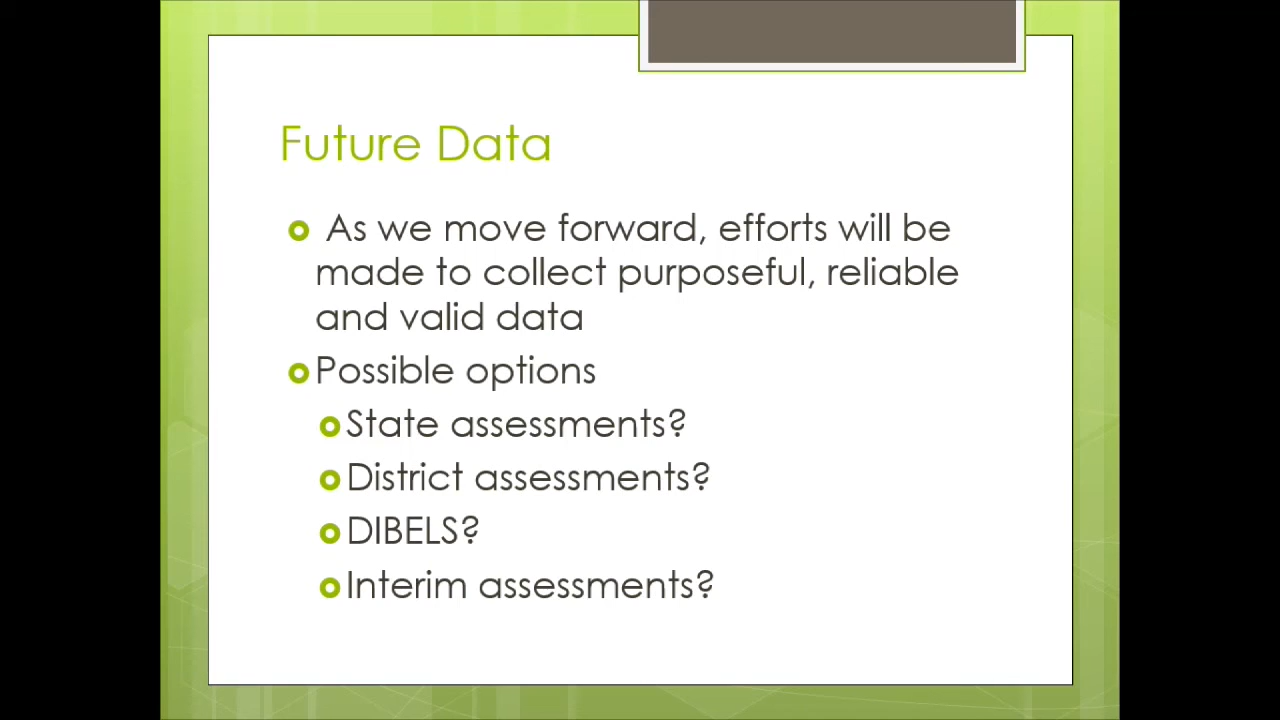 Future Data
As we move forward, efforts will be
made to collect purposeful, reliable
and valid data
Possible options
State assessments?
District assessments?
DIBELS?
Interim assessments?